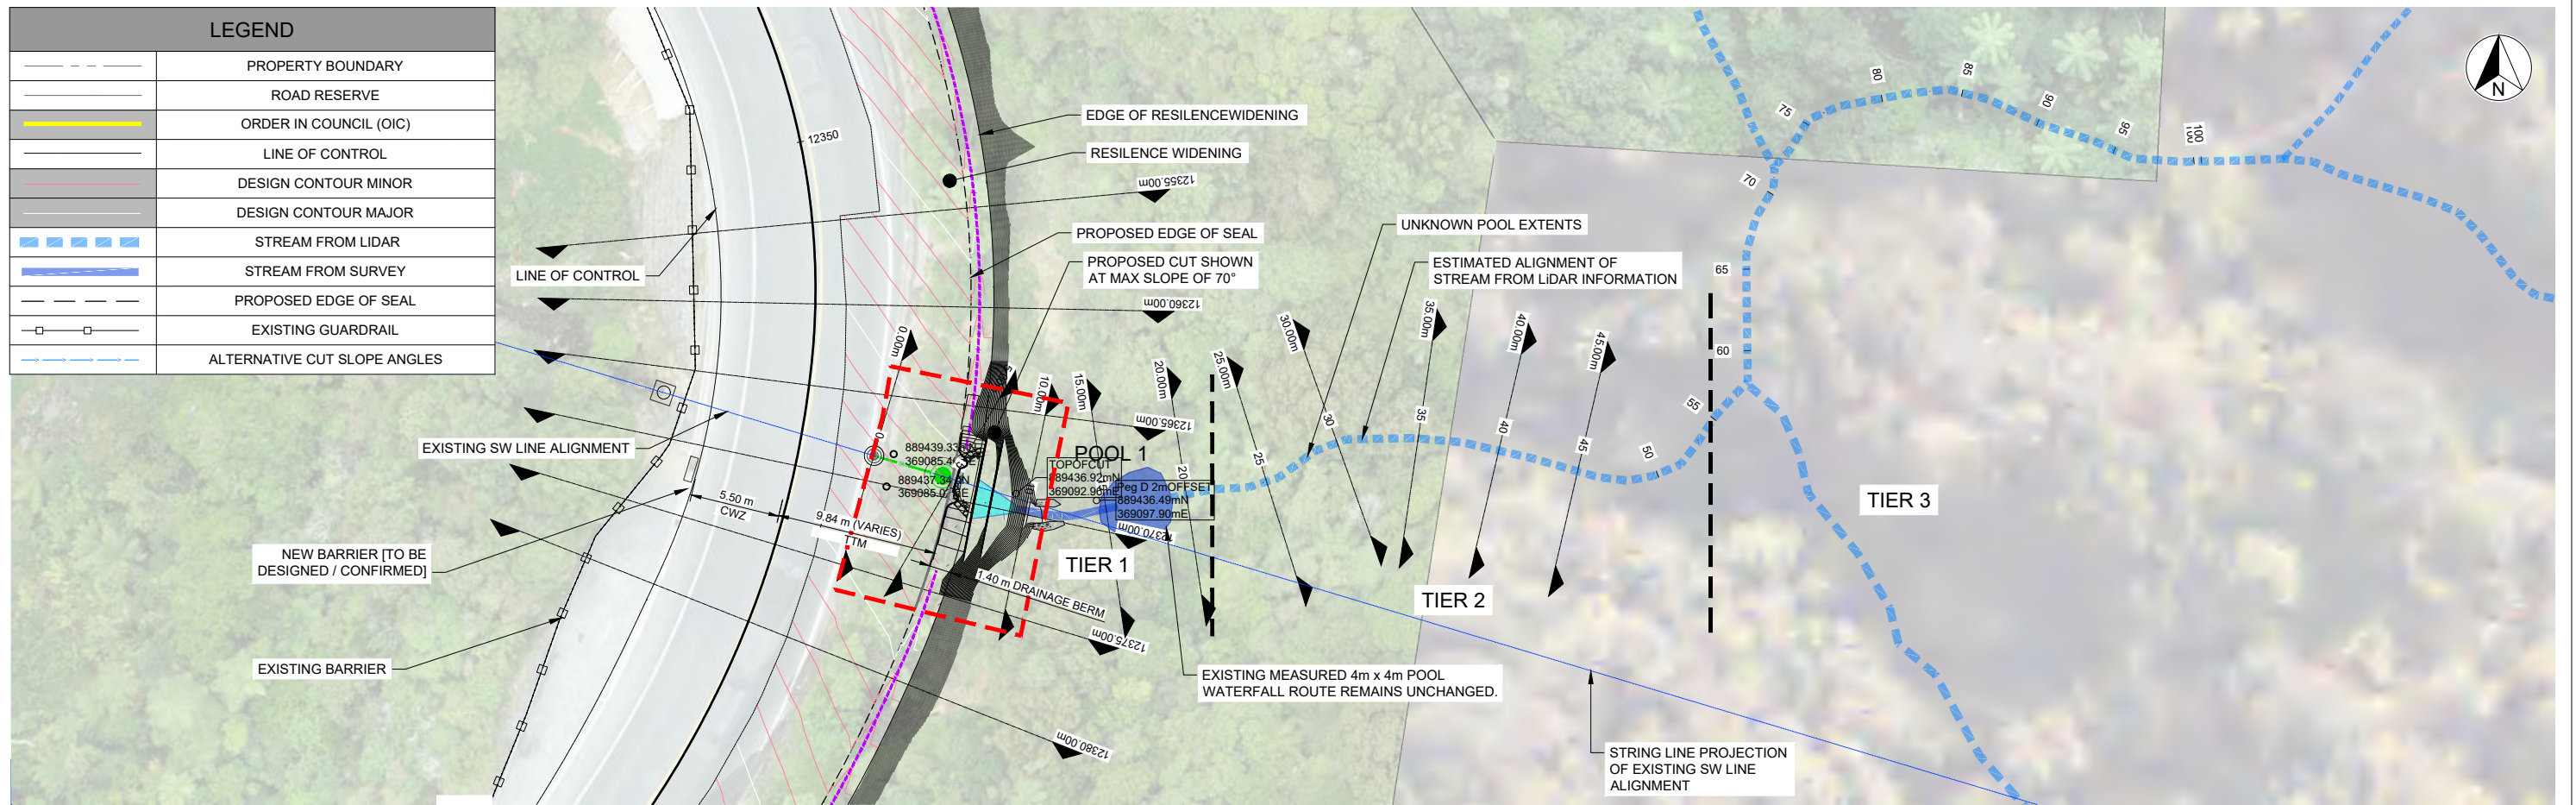 LEGEND
PROPERTY BOUNDARY
ROAD RESERVE
ORDER IN COUNCIL (OIC)
LINE OF CONTROL
DESIGN CONTOUR MINOR
DESIGN CONTOUR MAJOR
STREAM FROM LIDAR
STREAM FROM SURVEY
PROPOSED EDGE OF SEAL
EXISTING GUARDRAIL
ALTERNATIVE CUT SLOPE ANGLES
12350
EDGE OF RESILENCEWIDENING
RESILENCE WIDENING
12355.00m
PROPOSED EDGE OF SEAL
PROPOSED CUT SHOWN
AT MAX SLOPE OF 70°
LINE OF CONTROL
12360.00m
UNKNOWN POOL EXTENTS
ESTIMATED ALIGNMENT OF
STREAM FROM LiDAR INFORMATION
0.00m
10.00m
15.00m
20.00m
25.00m
30.00m
35.00m
40.00m
45.00m
12365.00m
EXISTING SW LINE ALIGNMENT
0
POOL 1
TOPOFCUT
889436.92mN
369092.96mE
Peg D 2mOFFSET
889436.49mN
369097.90mE
20
25
30
35
40
45
50
55
60
65
70
75
80
85
90
95
100
N
5.50 m
CWZ
9.84 m (VARIES)
TTM
12370.00m
TIER 1
TIER 2
TIER 3
1.40 m DRAINAGE BERM
NEW BARRIER [TO BE
DESIGNED / CONFIRMED]
12375.00m
EXISTING BARRIER
EXISTING MEASURED 4m x 4m POOL
WATERFALL ROUTE REMAINS UNCHANGED.
12380.00m
STRING LINE PROJECTION
OF EXISTING SW LINE
ALIGNMENT